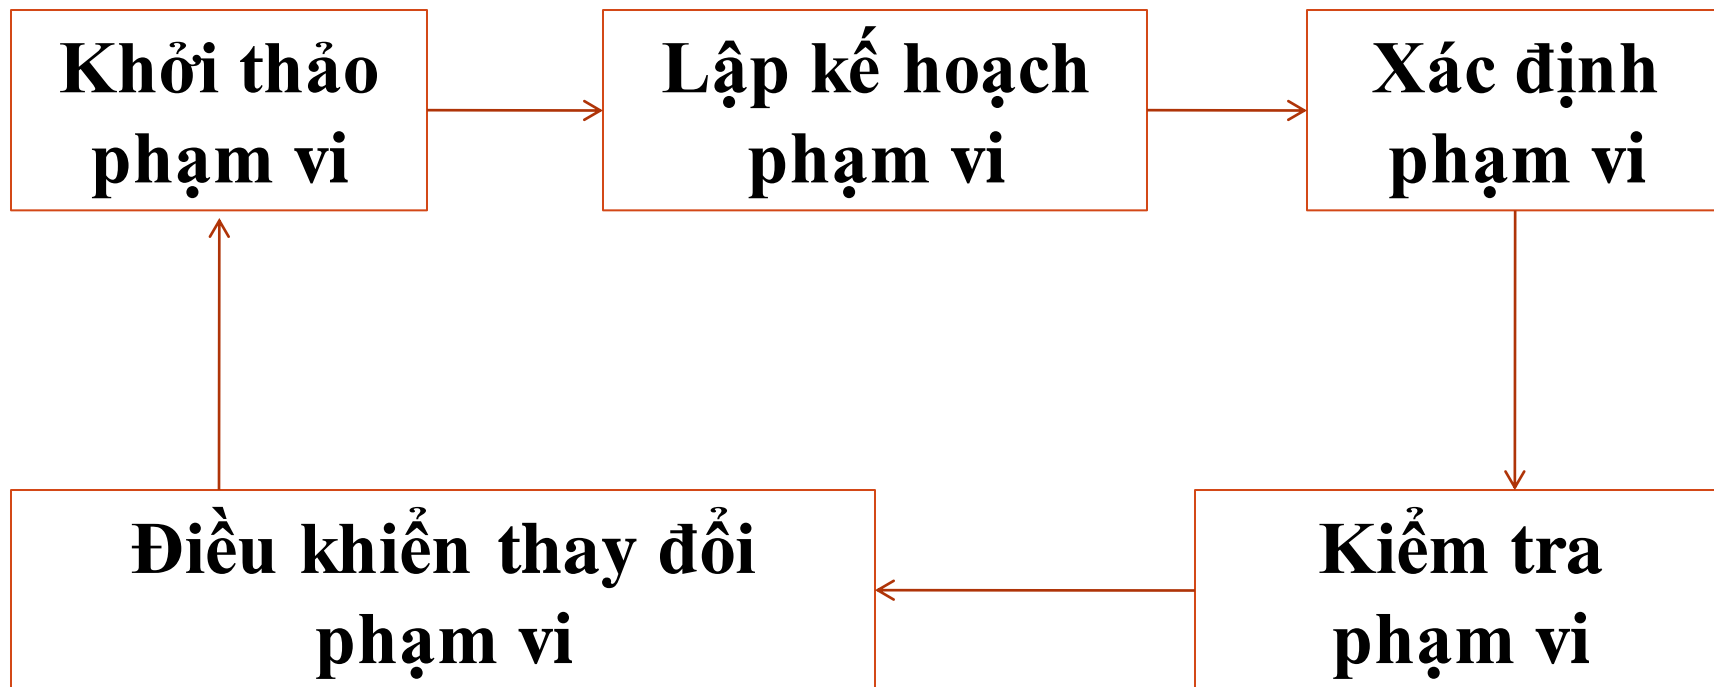 Khởi thảo
phạm vi
Lập kế hoạch
phạm vi
Xác định
phạm vi
Kiểm tra
phạm vi
Điều khiển thay đổi
phạm vi